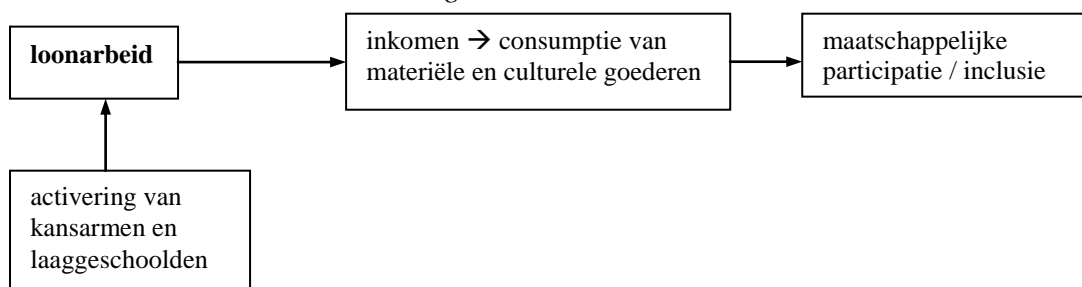 loonarbeid
inkomen → consumptie van
materiële en culturele goederen
maatschappelijke
participatie / inclusie
activering van
kansarmen en
laaggeschoolden